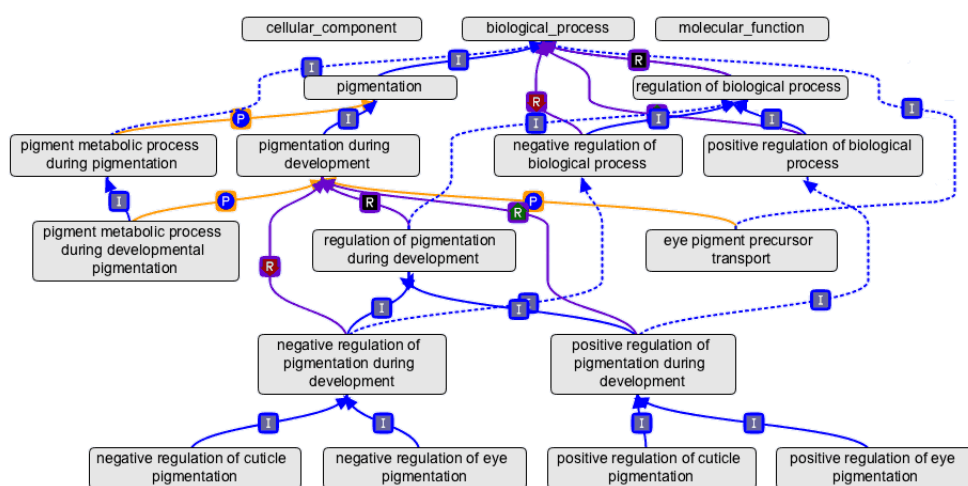 cellular_component
biological_process
molecular_function
I
I
R
pigmentation
regulation of biological process
R
I
P
I
I
I
I
pigment metabolic process
during pigmentation
pigmentation during
development
negative regulation of
biological process
positive regulation of biological
process
I
P
R
R
P
pigment metabolic process
during developmental
pigmentation
regulation of pigmentation
during development
eye pigment precursor
transport
R
I
I
I
negative regulation of
pigmentation during
development
positive regulation of
pigmentation during
development
I
I
I
I
negative regulation of cuticle
pigmentation
negative regulation of eye
pigmentation
positive regulation of cuticle
pigmentation
positive regulation of eye
pigmentation